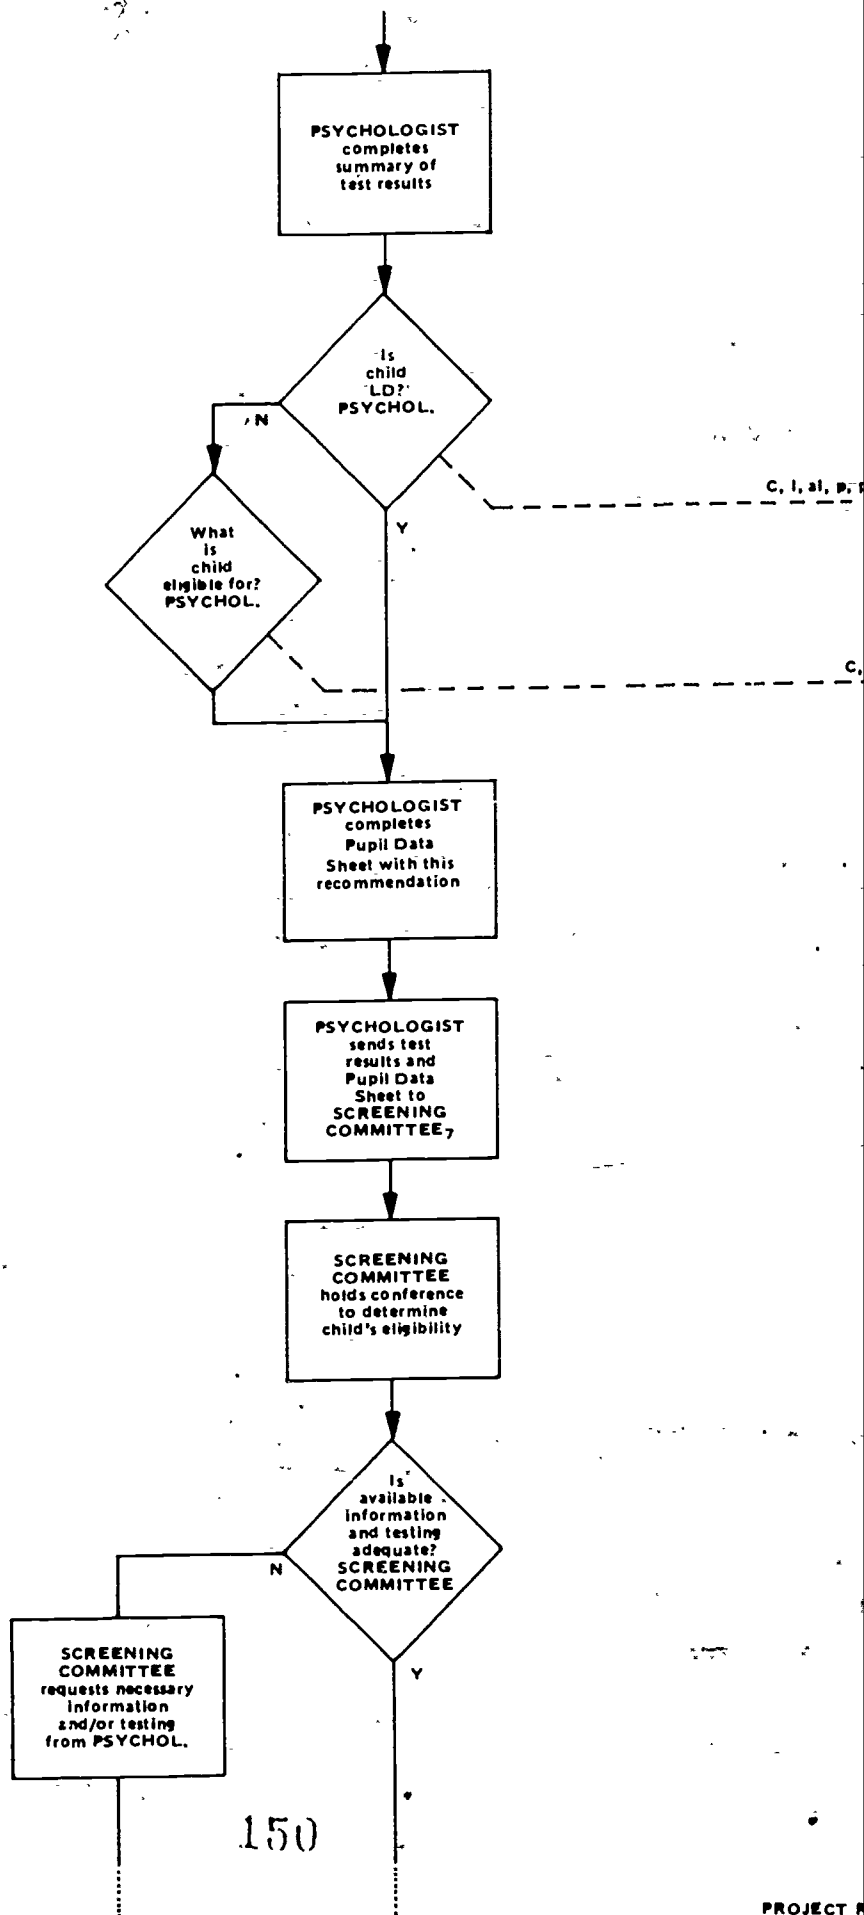 PSYCHOLOGIST
completes
summary of
test results
Is
child
'LD?'
PSYCHOL.
N
C, I, al, p,
Y
What
is
child
eligible for?
PSYCHOL.
C,
PSYCHOLOGIST
completes
Pupil Data
Sheet with this
recommendation
PSYCHOLOGIST
sends test
results and
Pupil Data
Sheet to
SCREENING
COMMITTEE7
SCREENING
COMMITTEE
holds conference
to determine
child's eligibility
Is
available
information
and testing
adequate?
SCREENING
COMMITTEE
N
Y
SCREENING
COMMITTEE
requests necessary
information
and/or testing
from PSYCHOL.
150
PROJECT